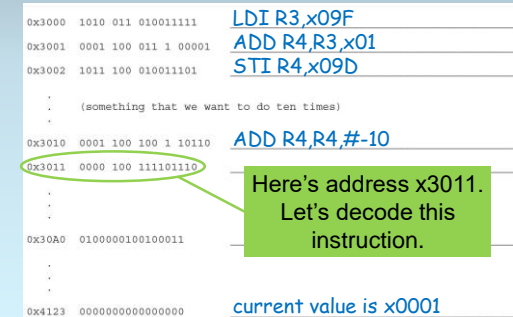 0x3000 1010 011 010011111 LDI R3,x09F
0x3001 0001 100 011 1 00001 ADD R4,R3,x01
0x3002 1011 100 010011101 STI R4,x09D
.
. (something that we want to do ten times)
.
0x3010 0001 100 100 1 10110 ADD R4,R4,#-10
0x3011 0000 100 111101110
Here's address x3011.
Let's decode this
instruction.
.
.
.
0x30A0 0100000100100011
.
.
.
0x4123 0000000000000000 current value is x0001